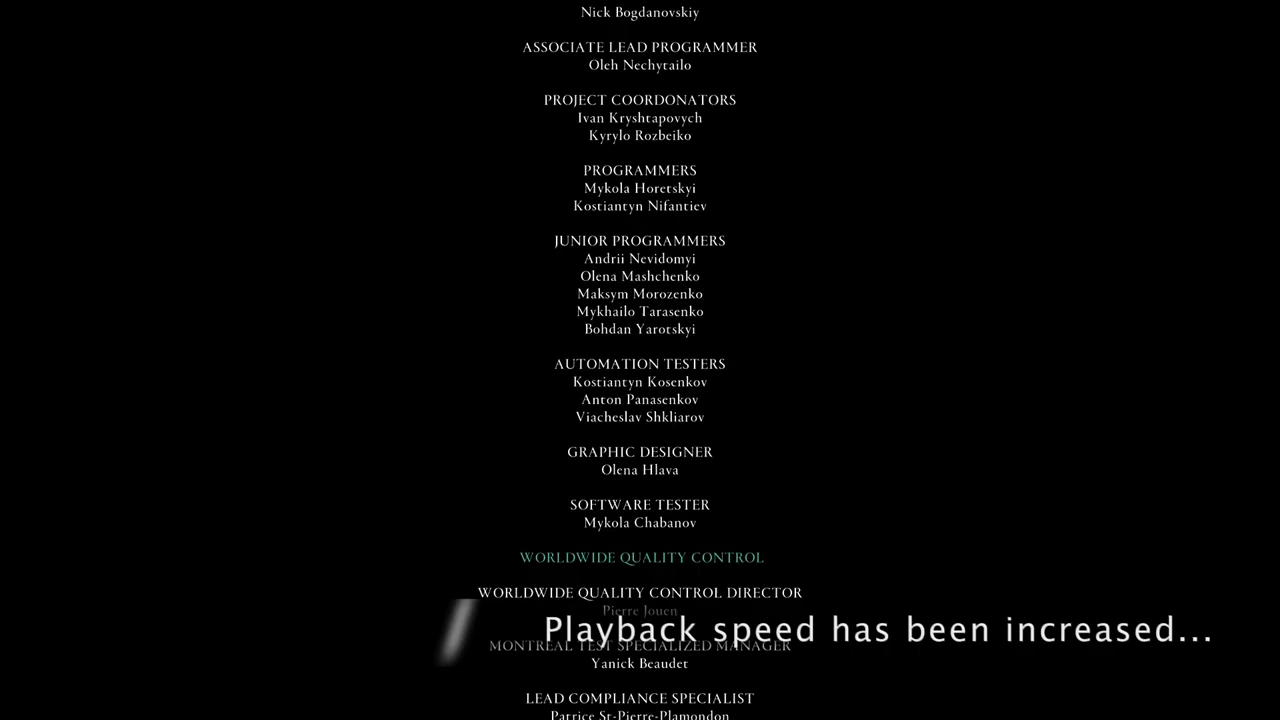 Nick Bogdanovskiy
ASSOCIATE LEAD PROGRAMMER
Oleh Nechytailo
PROJECT COORDONATORS
Ivan Kryshtapovych
Kyrylo Rozbeiko
PROGRAMMERS
Mykola Horetskyi
Kostiantyn Nifantiev
JUNIOR PROGRAMMERS
Andrii Nevidomyi
Olena Mashchenko
Maksym Morozenko
Mykhailo Tarasenko
Bohdan Yarotskyi
AUTOMATION TESTERS
Kostiantyn Kosenkov
Anton Panasenkov
Viacheslav Shkliarov
GRAPHIC DESIGNER
Olena Hlava
SOFTWARE TESTER
Mykola Chabanov
WORLDWIDE QUALITY CONTROL
WORLDWIDE QUALITY CONTROL DIRECTOR
Pierre Jouen
Playback speed has been increased...
MONTREAL TEST SPECIALIZED MANAGER
Yanick Beaudet
LEAD COMPLIANCE SPECIALIST
Patrice St-Pierre-Plamondon